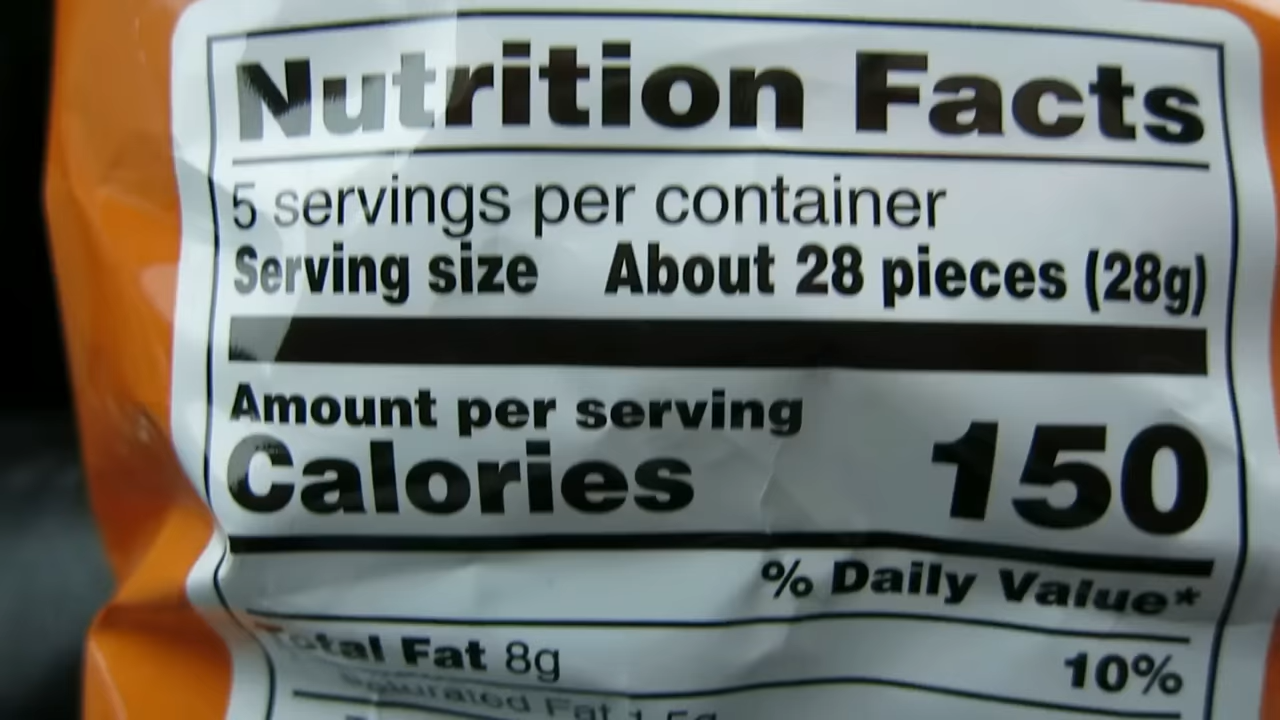 Nutrition Facts
5 servings per container
Serving size About 28 pieces (28g)
Amount per serving
Calories 150
% Daily Value*
Total Fat 8g 10%
Saturated Fat 1.5g